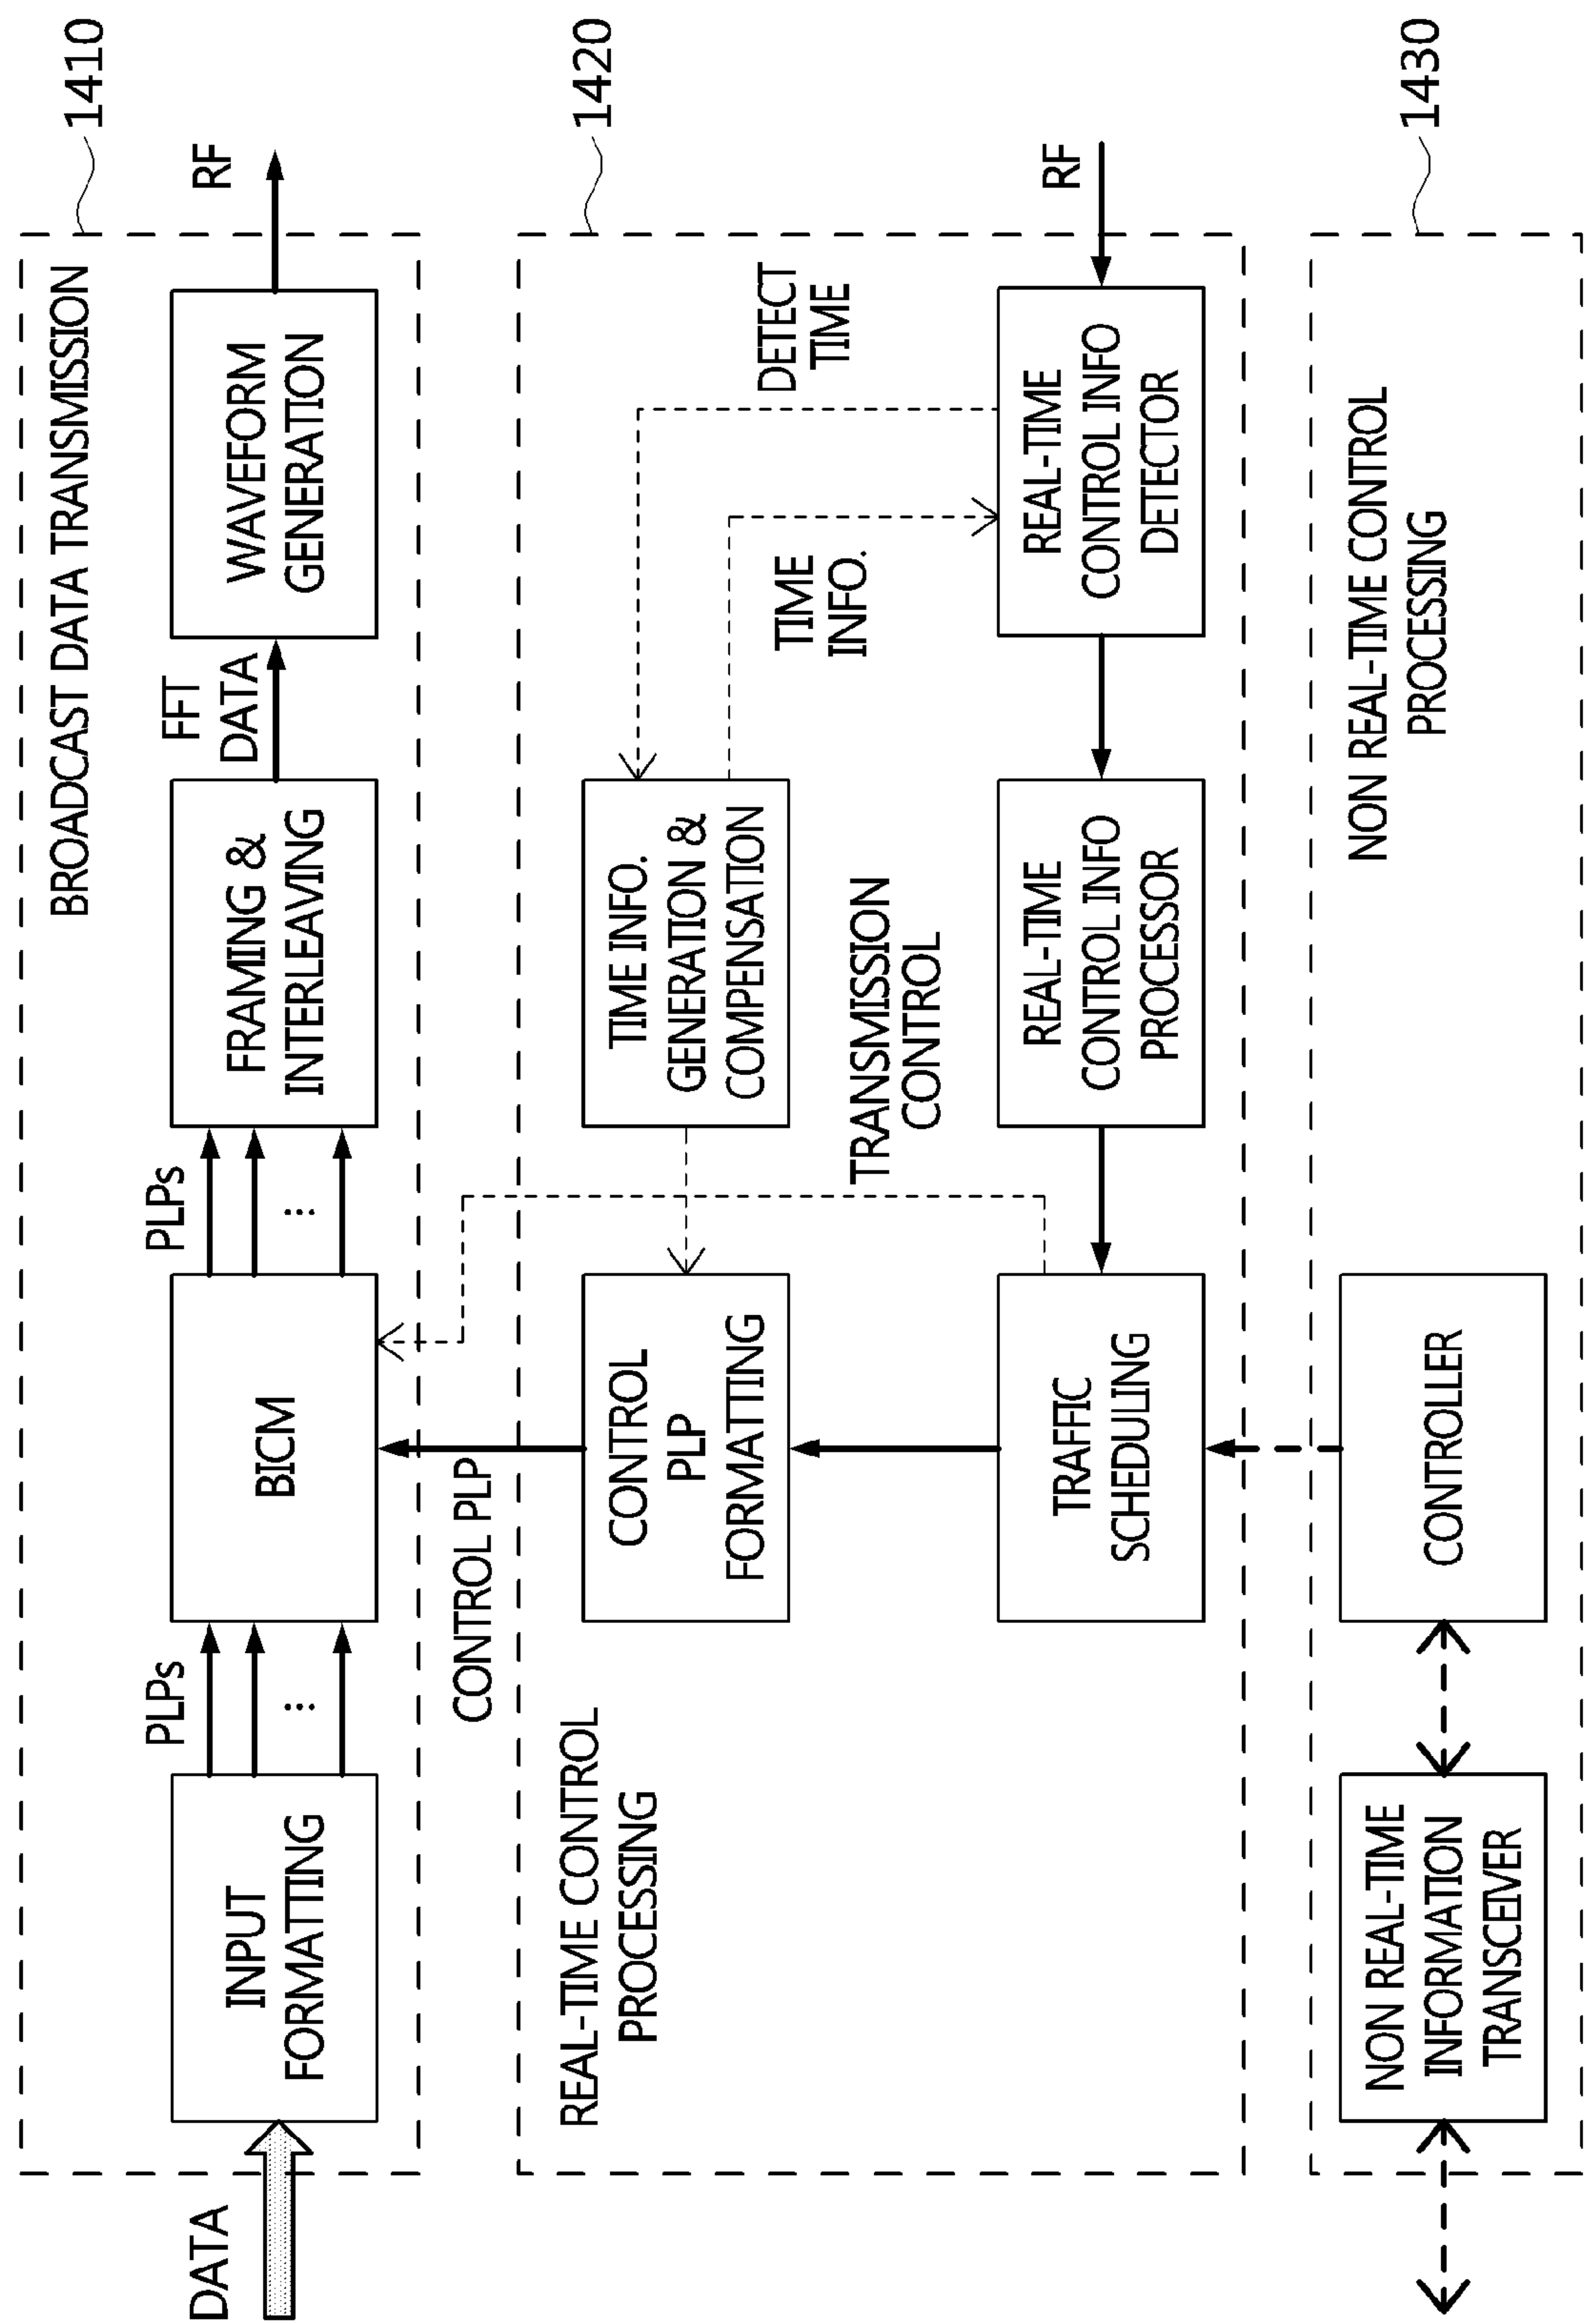 BROADCAST DATA TRANSMISSION
1410
DATA
INPUT
FORMATTING
PLPs
...
BICM
PLPs
...
FRAMING &
INTERLEAVING
FFT
DATA
WAVEFORM
GENERATION
RF
CONTROL PLP
REAL-TIME CONTROL
PROCESSING
1420
CONTROL
PLP
FORMATTING
TIME INFO.
GENERATION &
COMPENSATION
DETECT
TIME
TIME
INFO.
TRANSMISSION
CONTROL
TRAFFIC
SCHEDULING
REAL-TIME
CONTROL INFO
PROCESSOR
REAL-TIME
CONTROL INFO
DETECTOR
RF
NON REAL-TIME CONTROL
PROCESSING
1430
NON REAL-TIME
INFORMATION
TRANSCEIVER
CONTROLLER